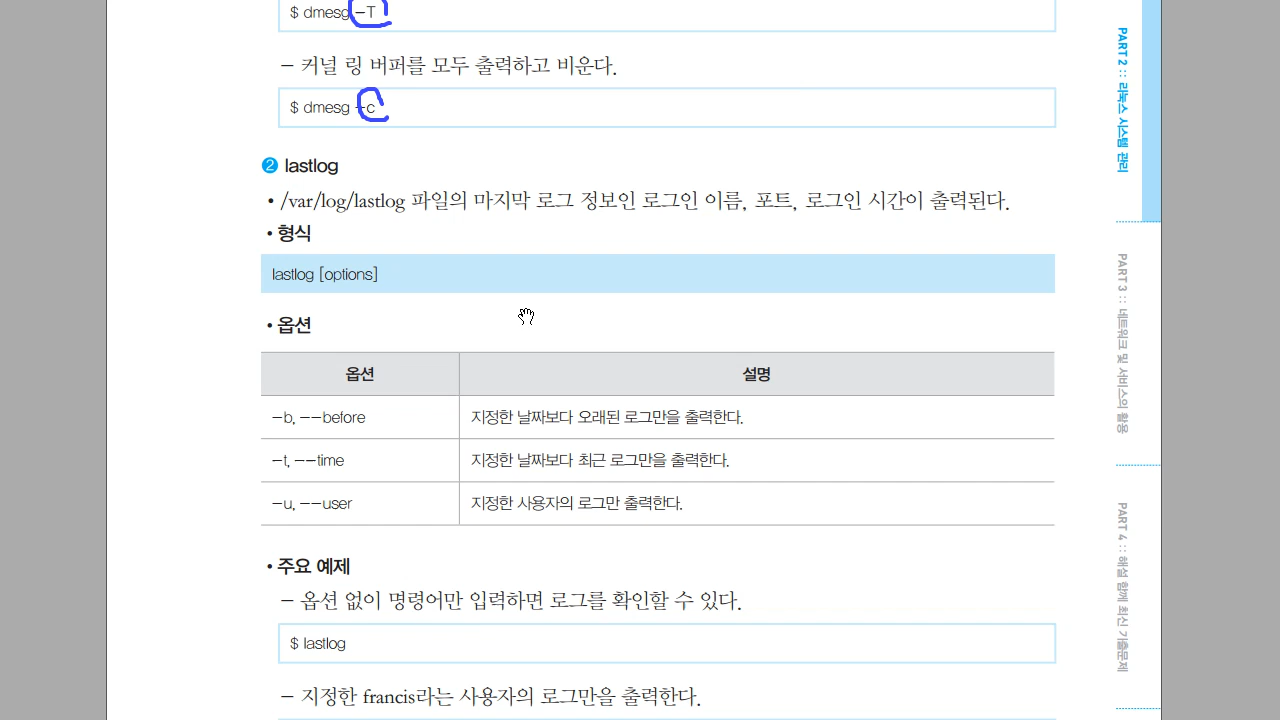 $ dmesg -T
- 커널 링 버퍼를 모두 출력하고 비운다.
$ dmesg -c
2 lastlog
• /var/log/lastlog 파일의 마지막 로그 정보인 로그인 이름, 포트, 로그인 시간이 출력된다.
• 형식
lastlog [options]
• 옵션
옵션 설명
-b, --beore 지정한 날짜보다 오래된 로그만을 출력한다.
-t, --time 지정한 날짜보다 최근 로그만을 출력한다.
-u, --user 지정한 사용자의 로그만 출력한다.
• 주요 예제
- 옵션 없이 명령어만 입력하면 로그를 확인할 수 있다.
$ lastlog
- 지정한 francis라는 사용자의 로그만을 출력한다.
PART 2 :: 리눅스 시스템 관리
PART 3 :: 네트워크 및 서비스의 활용
PART 4 :: 해설 함께 최신 기출문제